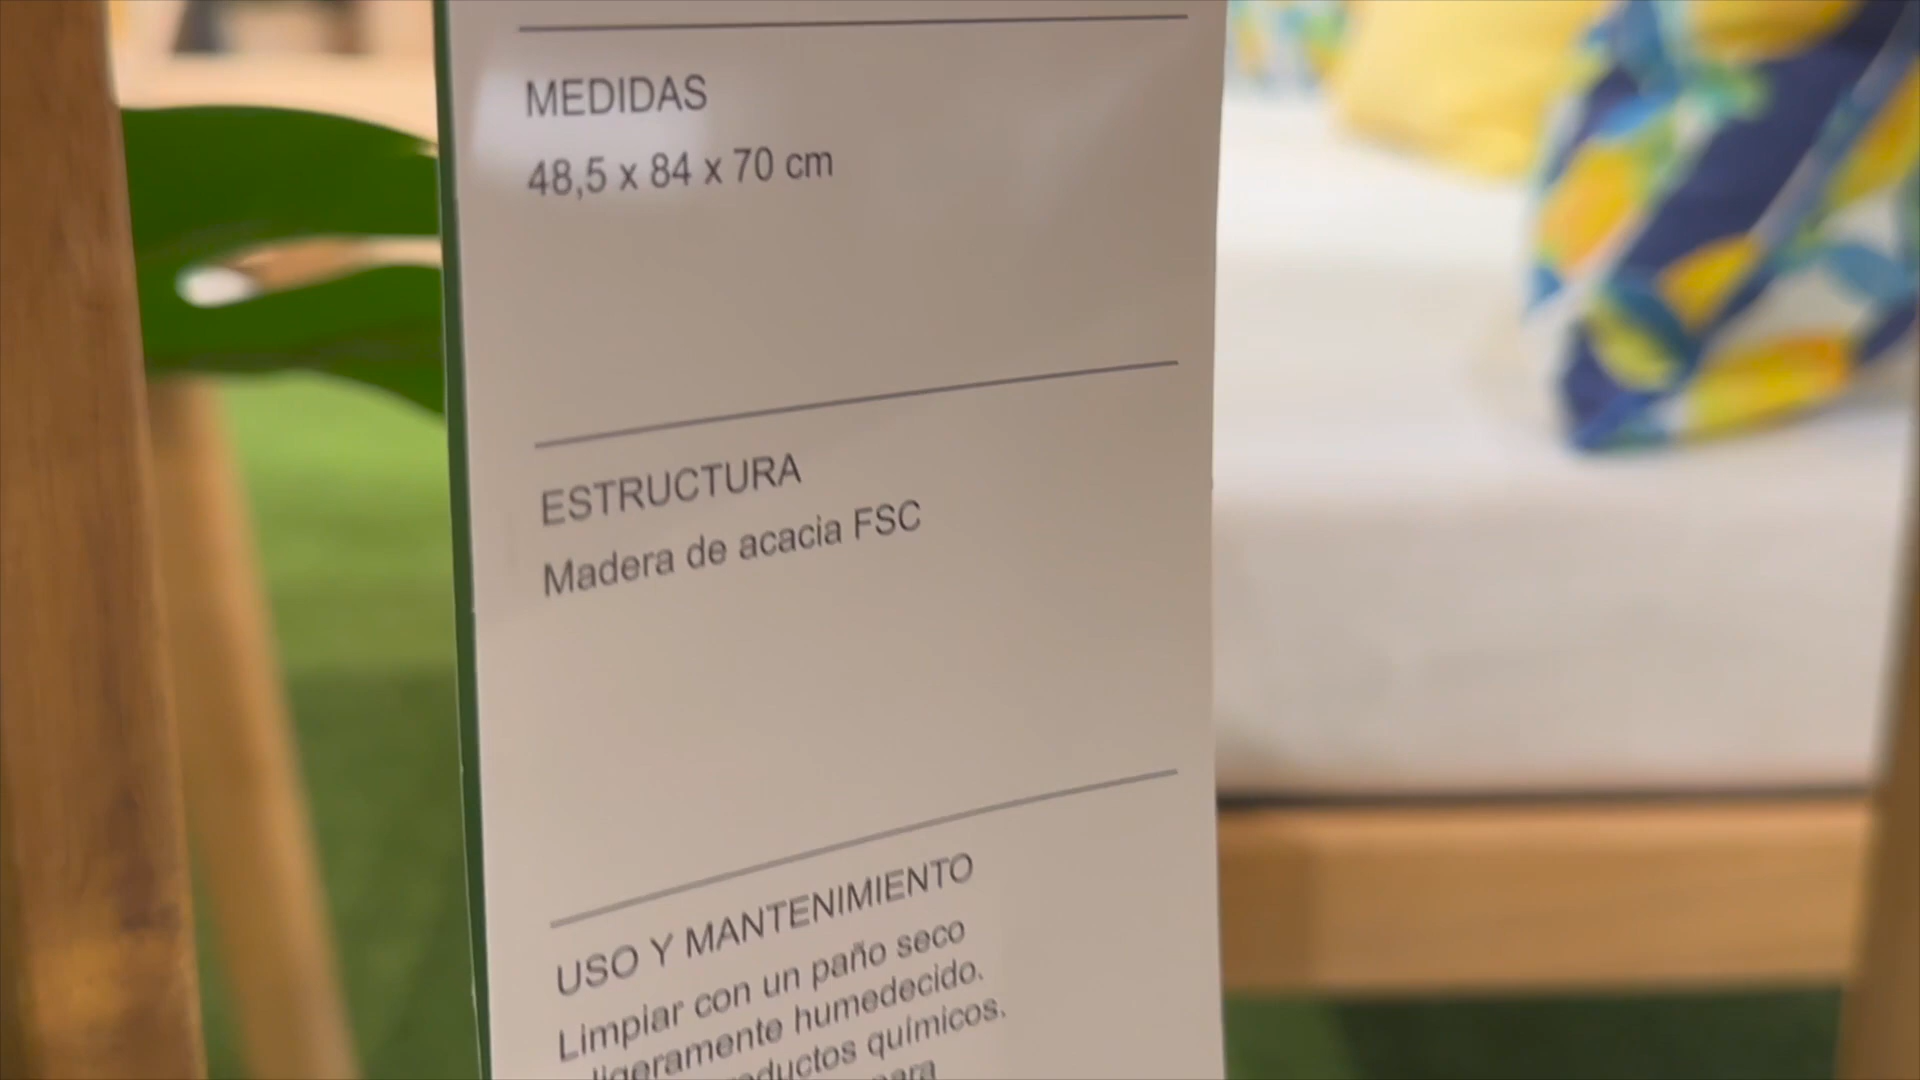 MEDIDAS
48,5 x 84 x 70 cm
ESTRUCTURA
Madera de acacia FSC
USO Y MANTENIMIENTO
Limpiar con un paño seco
ligeramente humedecido.
químicos.
para